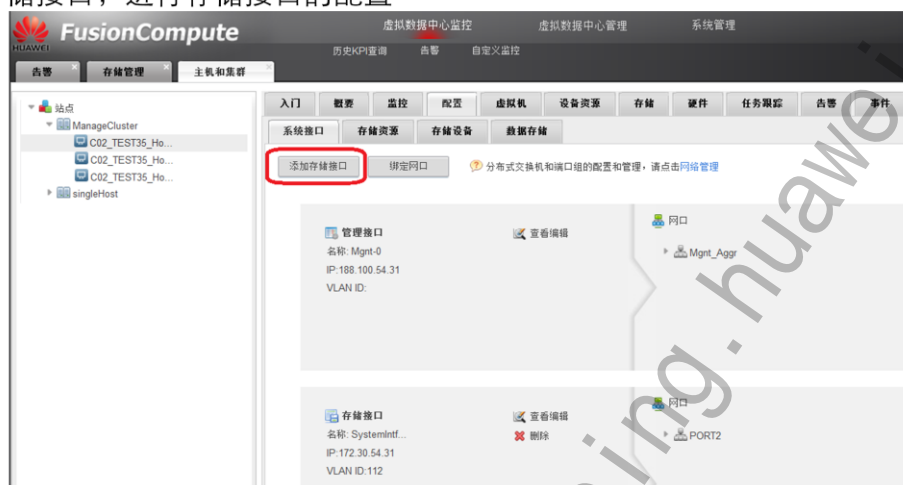 储接口，进行存储接口的配置
HUAWEI
FusionCompute
虚拟数据中心监控 虚拟数据中心管理 系统管理
历史KPI查询 告警 自定义监控
告警 存储管理 主机和集群
站点
ManageCluster
C02_TEST35_Ho...
C02_TEST35_Ho...
C02_TEST35_Ho...
singleHost
入门 概要 监控 配置 虚拟机 设备资源 存储 硬件 任务跟踪 告警 事件
系统接口 存储资源 存储设备 数据存储
添加存储接口 绑定网口 分布式交换机和端口组的配置和管理，请点击网络管理
管理接口 查看编辑 网口
名称: Mgnt-0 Mgnt_Aggr
IP:188.100.54.31
VLAN ID:
存储接口 查看编辑 网口
名称: SystemIntf... 删除 PORT2
IP:172.30.54.31
VLAN ID:112
ing.huawei